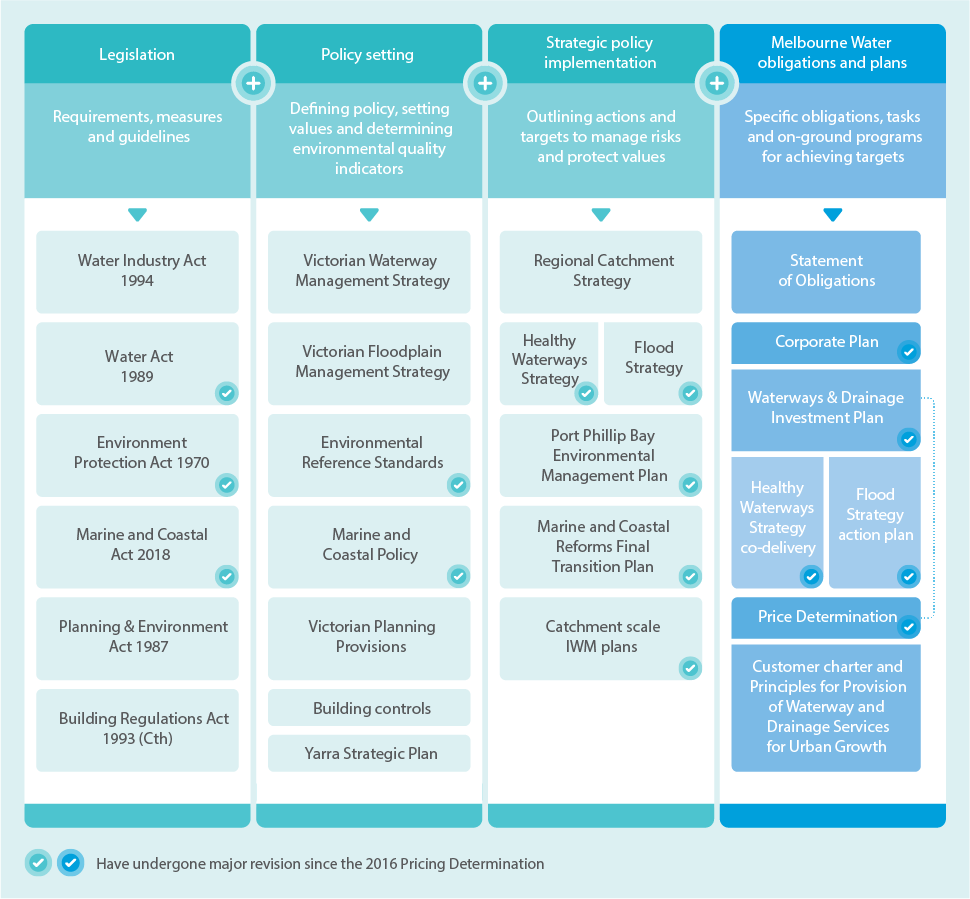 Legislation
Requirements, measures
and guidelines
Water Industry Act
1994
Water Act
1989
Environment
Protection Act 1970
Marine and Coastal
Act 2018
Planning & Environment
Act 1987
Building Regulations Act
1993 (Cth)
Policy setting
Defining policy, setting
values and determining
environmental quality
indicators
Victorian Waterway
Management Strategy
Victorian Floodplain
Management Strategy
Environmental
Reference Standards
Marine and
Coastal Policy
Victorian Planning
Provisions
Building controls
Yarra Strategic Plan
Strategic policy
implementation
Outlining actions and
targets to manage risks
and protect values
Regional Catchment
Strategy
Healthy
Waterways
Strategy
Flood
Strategy
Port Phillip Bay
Environmental
Management Plan
Marine and Coastal
Reforms Final
Transition Plan
Catchment scale
IWM plans
Melbourne Water
obligations and plans
Specific obligations, tasks
and on-ground programs
for achieving targets
Statement
of Obligations
Corporate Plan
Waterways & Drainage
Investment Plan
Healthy
Waterways
Strategy
co-delivery
Flood
Strategy
action plan
Price Determination
Customer charter and
Principles for Provision
of Waterway and
Drainage Services
for Urban Growth
Have undergone major revision since the 2016 Pricing Determination